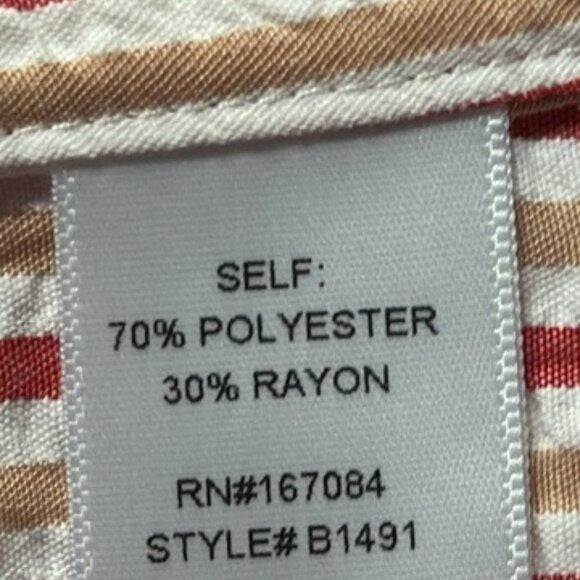 SELF:
70% POLYESTER
30% RAYON
RN#167084
STYLE# B1491